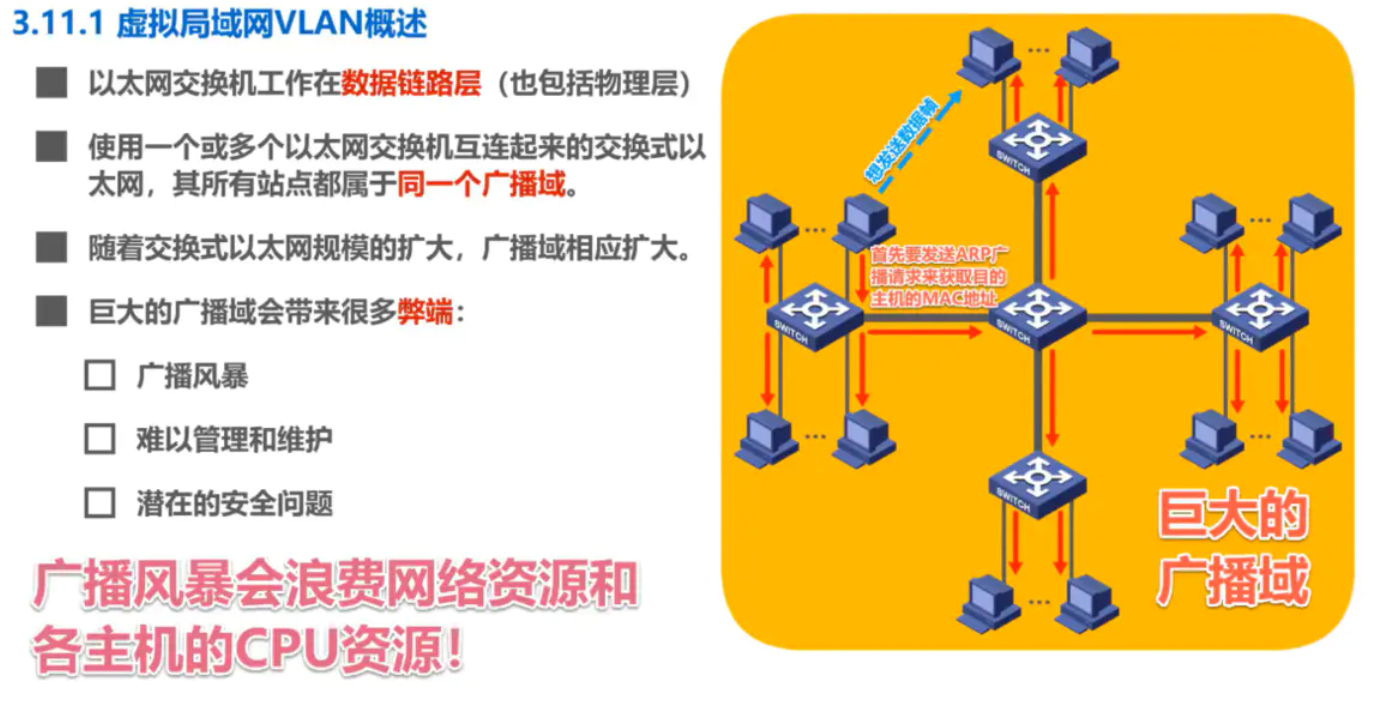 3.11.1 虚拟局域网VLAN概述
以太网交换机工作在数据链路层（也包括物理层）
使用一个或多个以太网交换机互连起来的交换式以
太网，其所有站点都属于同一个广播域。
随着交换式以太网规模的扩大，广播域相应扩大。
巨大的广播域会带来很多弊端：
广播风暴
难以管理和维护
潜在的安全问题
广播风暴会浪费网络资源和
各主机的CPU资源！
想发送数据帧
首先要发送ARP广
播请求来获取目的
主机的MAC地址
SWITCH
SWITCH
SWITCH
SWITCH
SWITCH
巨大的
广播域